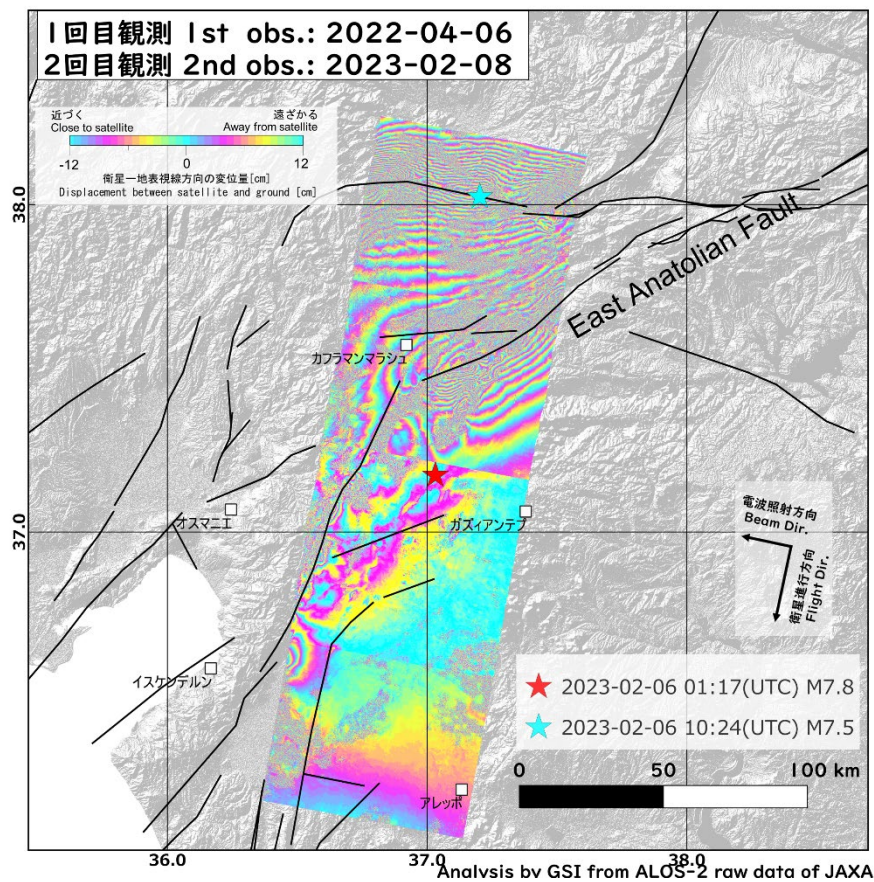 1回目観測 1st obs.: 2022-04-06
2回目観測 2nd obs.: 2023-02-08
近づく 遠ざかる
Close to satellite Away from satellite
-12 0 12
衛星−地表視線方向の変位量[cm]
Displacement between satellite and ground [cm]
38.0
East Anatolian Fault
カフラマンマラシュ
37.0
オスマニエ
ガズィアンテプ
電波照射方向
Beam Dir.
衛星進行方向
Flight Dir.
イスケンデルン
2023-02-06 01:17(UTC) M7.8
2023-02-06 10:24(UTC) M7.5
0 50 100 km
アレッポ
36.0 37.0 38.0
Analysis by GSI from ALOS-2 raw data of JAXA